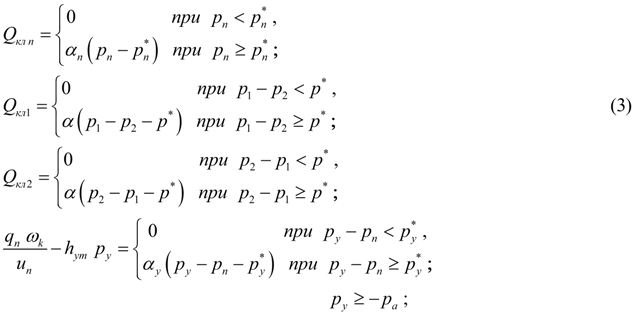 Q_{кл n} = { 0 при p_n < p_n^*,
α_n(p_n − p_n^*) при p_n ≥ p_n^*;
Q_{кл1} = { 0 при p_1 − p_2 < p^*,
α(p_1 − p_2 − p^*) при p_1 − p_2 ≥ p^*; (3)
Q_{кл2} = { 0 при p_2 − p_1 < p^*,
α(p_2 − p_1 − p^*) при p_2 − p_1 ≥ p^*;
\frac{q_n ω_k}{u_n} − h_{ym} p_y = { 0 при p_y − p_n < p_y^*,
α_y(p_y − p_n − p_y^*) при p_y − p_n ≥ p_y^*;
p_y ≥ −p_a;